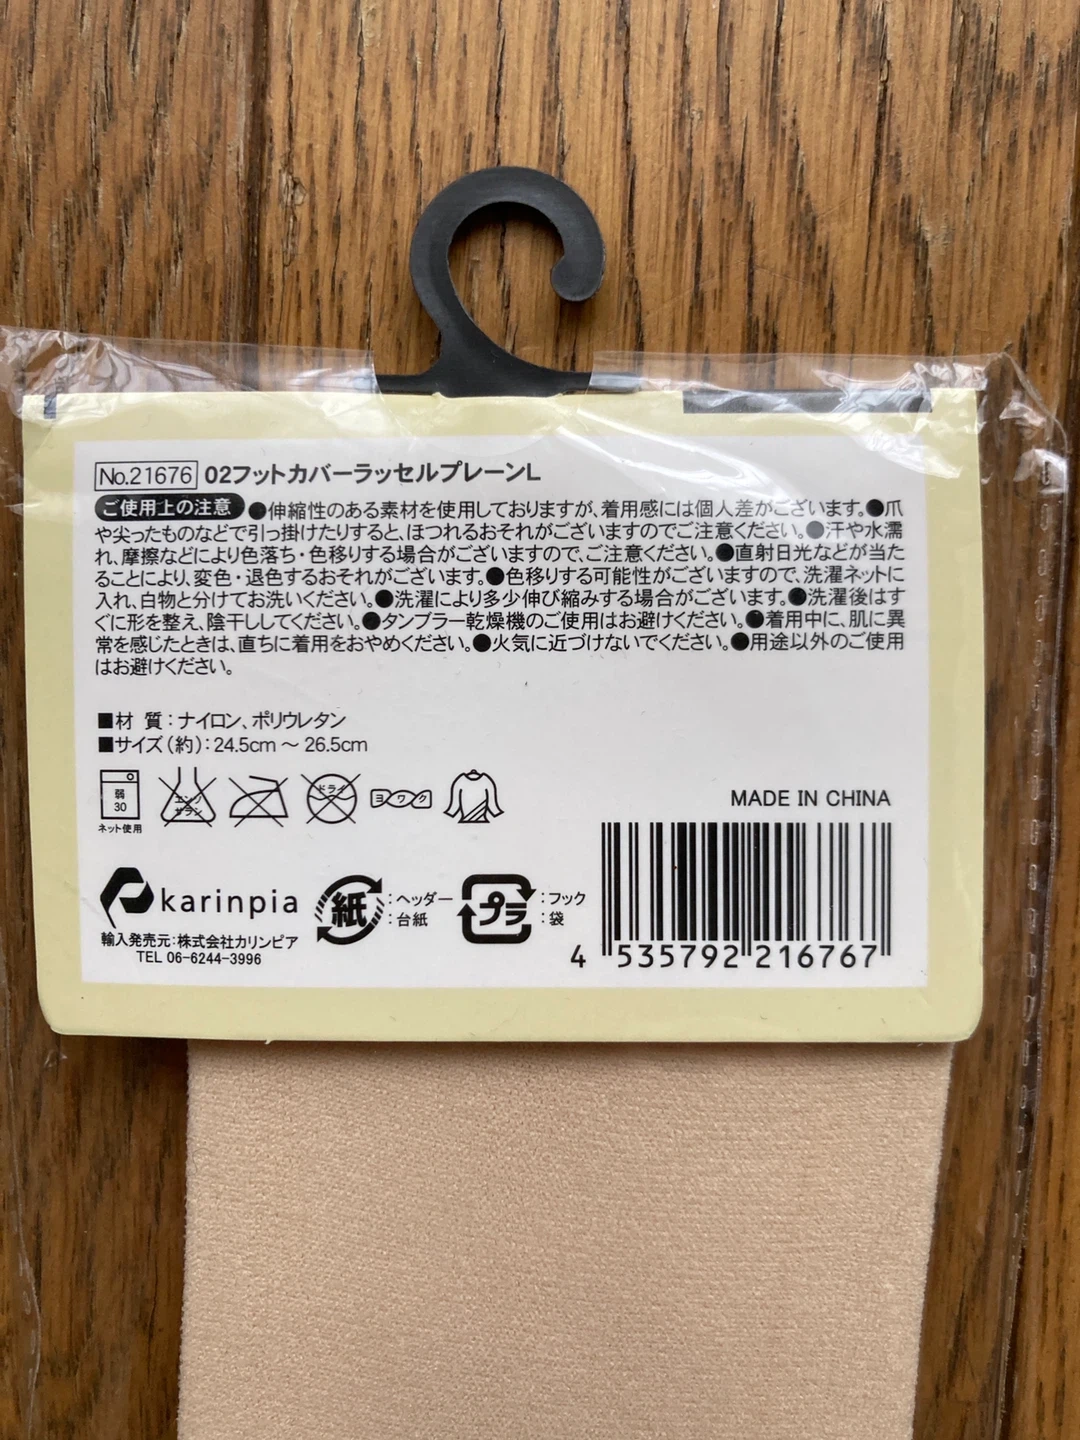 No.21676 02フットカバーラッセルプレーンL
ご使用上の注意 ●伸縮性のある素材を使用しておりますが、着用感には個人差がございます。●爪
や尖ったものなどで引っ掛けたりすると、ほつれるおそれがございますのでご注意ください。●汗や水濡
れ、摩擦などにより色落ち・色移りする場合がございますので、ご注意ください。●直射日光などが当た
ることにより、変色・退色するおそれがございます。●色移りする可能性がございますので、洗濯ネットに
入れ、白物と分けてお洗いください。●洗濯により多少伸び縮みする場合がございます。●洗濯後はす
ぐに形を整え、陰干ししてください。●タンブラー乾燥機のご使用はお避けください。●着用中に、肌に異
常を感じたときは、直ちに着用をおやめください。●火気に近づけないでください。●用途以外のご使用
はお避けください。
■材 質：ナイロン、ポリウレタン
■サイズ(約)：24.5cm～26.5cm
弱
30
ネット使用
エンソ
サラシ
ドライ
ヨワク
MADE IN CHINA
karinpia
輸入発売元：株式会社カリンピア
TEL 06-6244-3996
紙 ：ヘッダー
：台紙
プラ ：フック
：袋
4 535792 216767